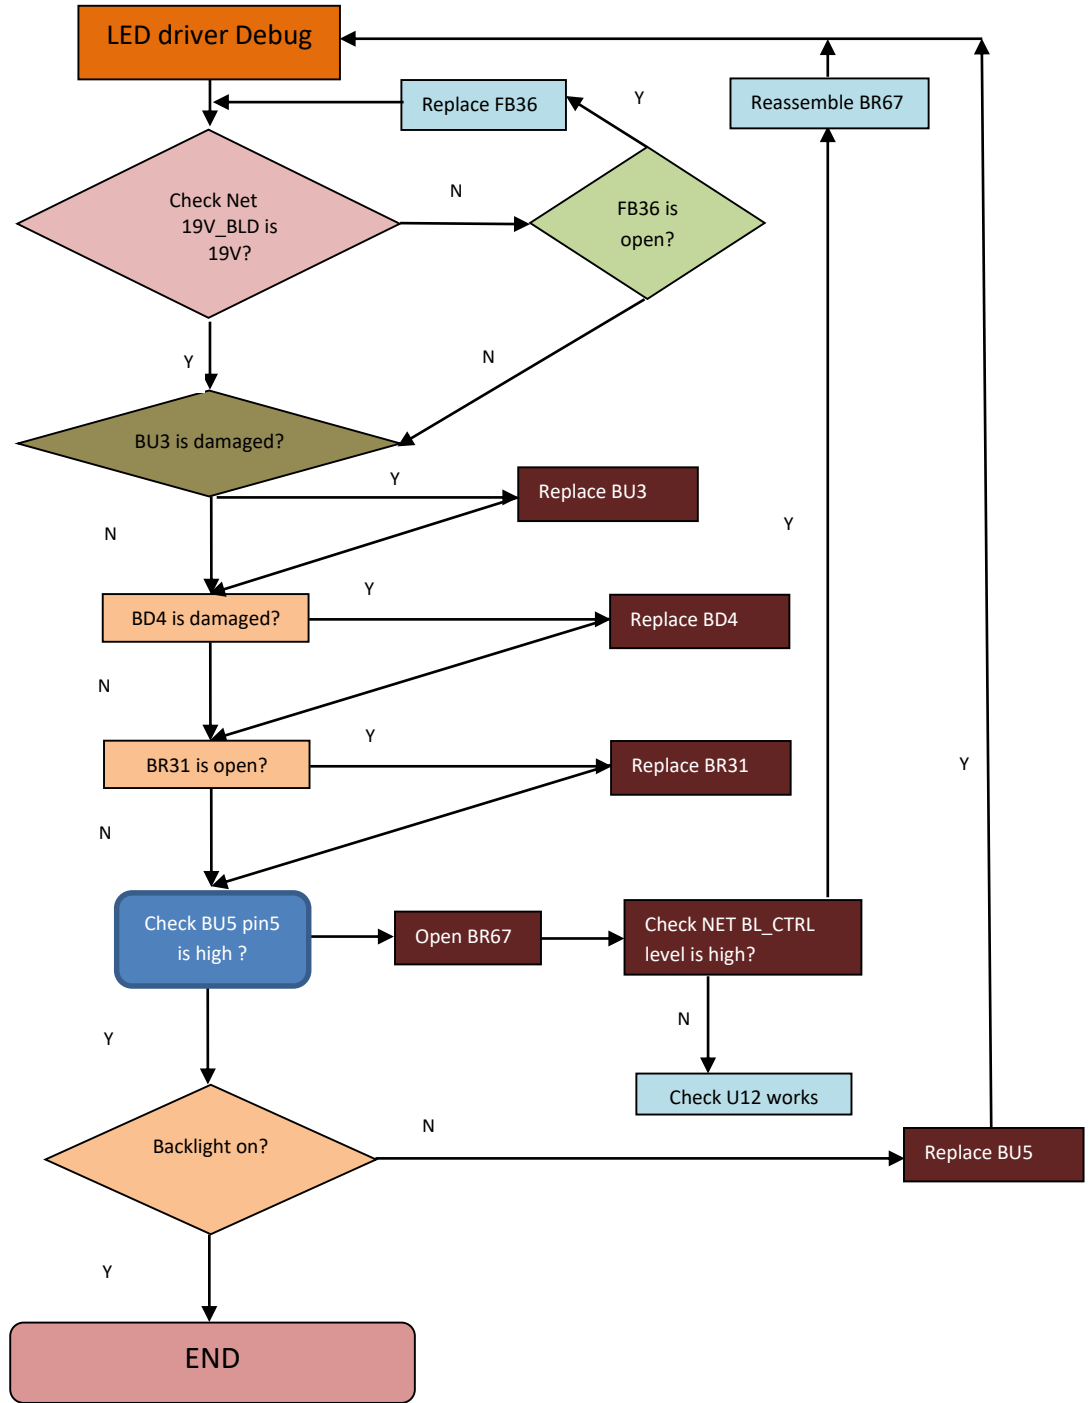 LED driver Debug
Replace FB36
Y
Reassemble BR67
Check Net
19V_BLD is
19V?
N
FB36 is
open?
Y
N
BU3 is damaged?
Y
Replace BU3
N
Y
BD4 is damaged?
Y
Replace BD4
N
Y
BR31 is open?
Replace BR31
Y
N
Check BU5 pin5
is high ?
Open BR67
Check NET BL_CTRL
level is high?
N
Y
Check U12 works
Backlight on?
N
Replace BU5
Y
END